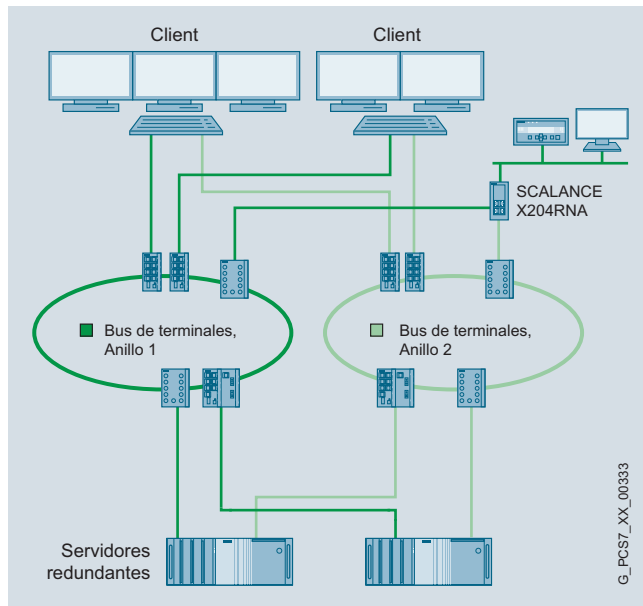 Client
Client
SCALANCE
X204RNA
Bus de terminales,
Anillo 1
Bus de terminales,
Anillo 2
Servidores
redundantes
G_PCS7_XX_00333